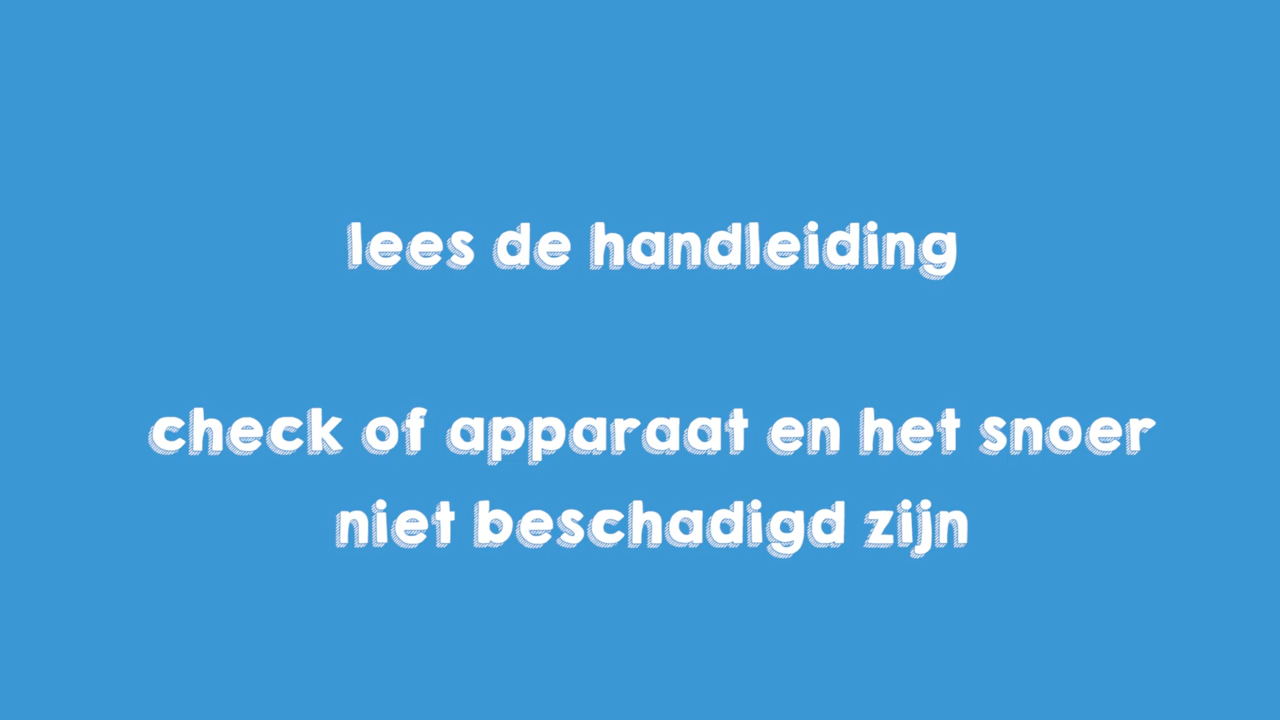 lees de handleiding
check of apparaat en het snoer
niet beschadigd zijn